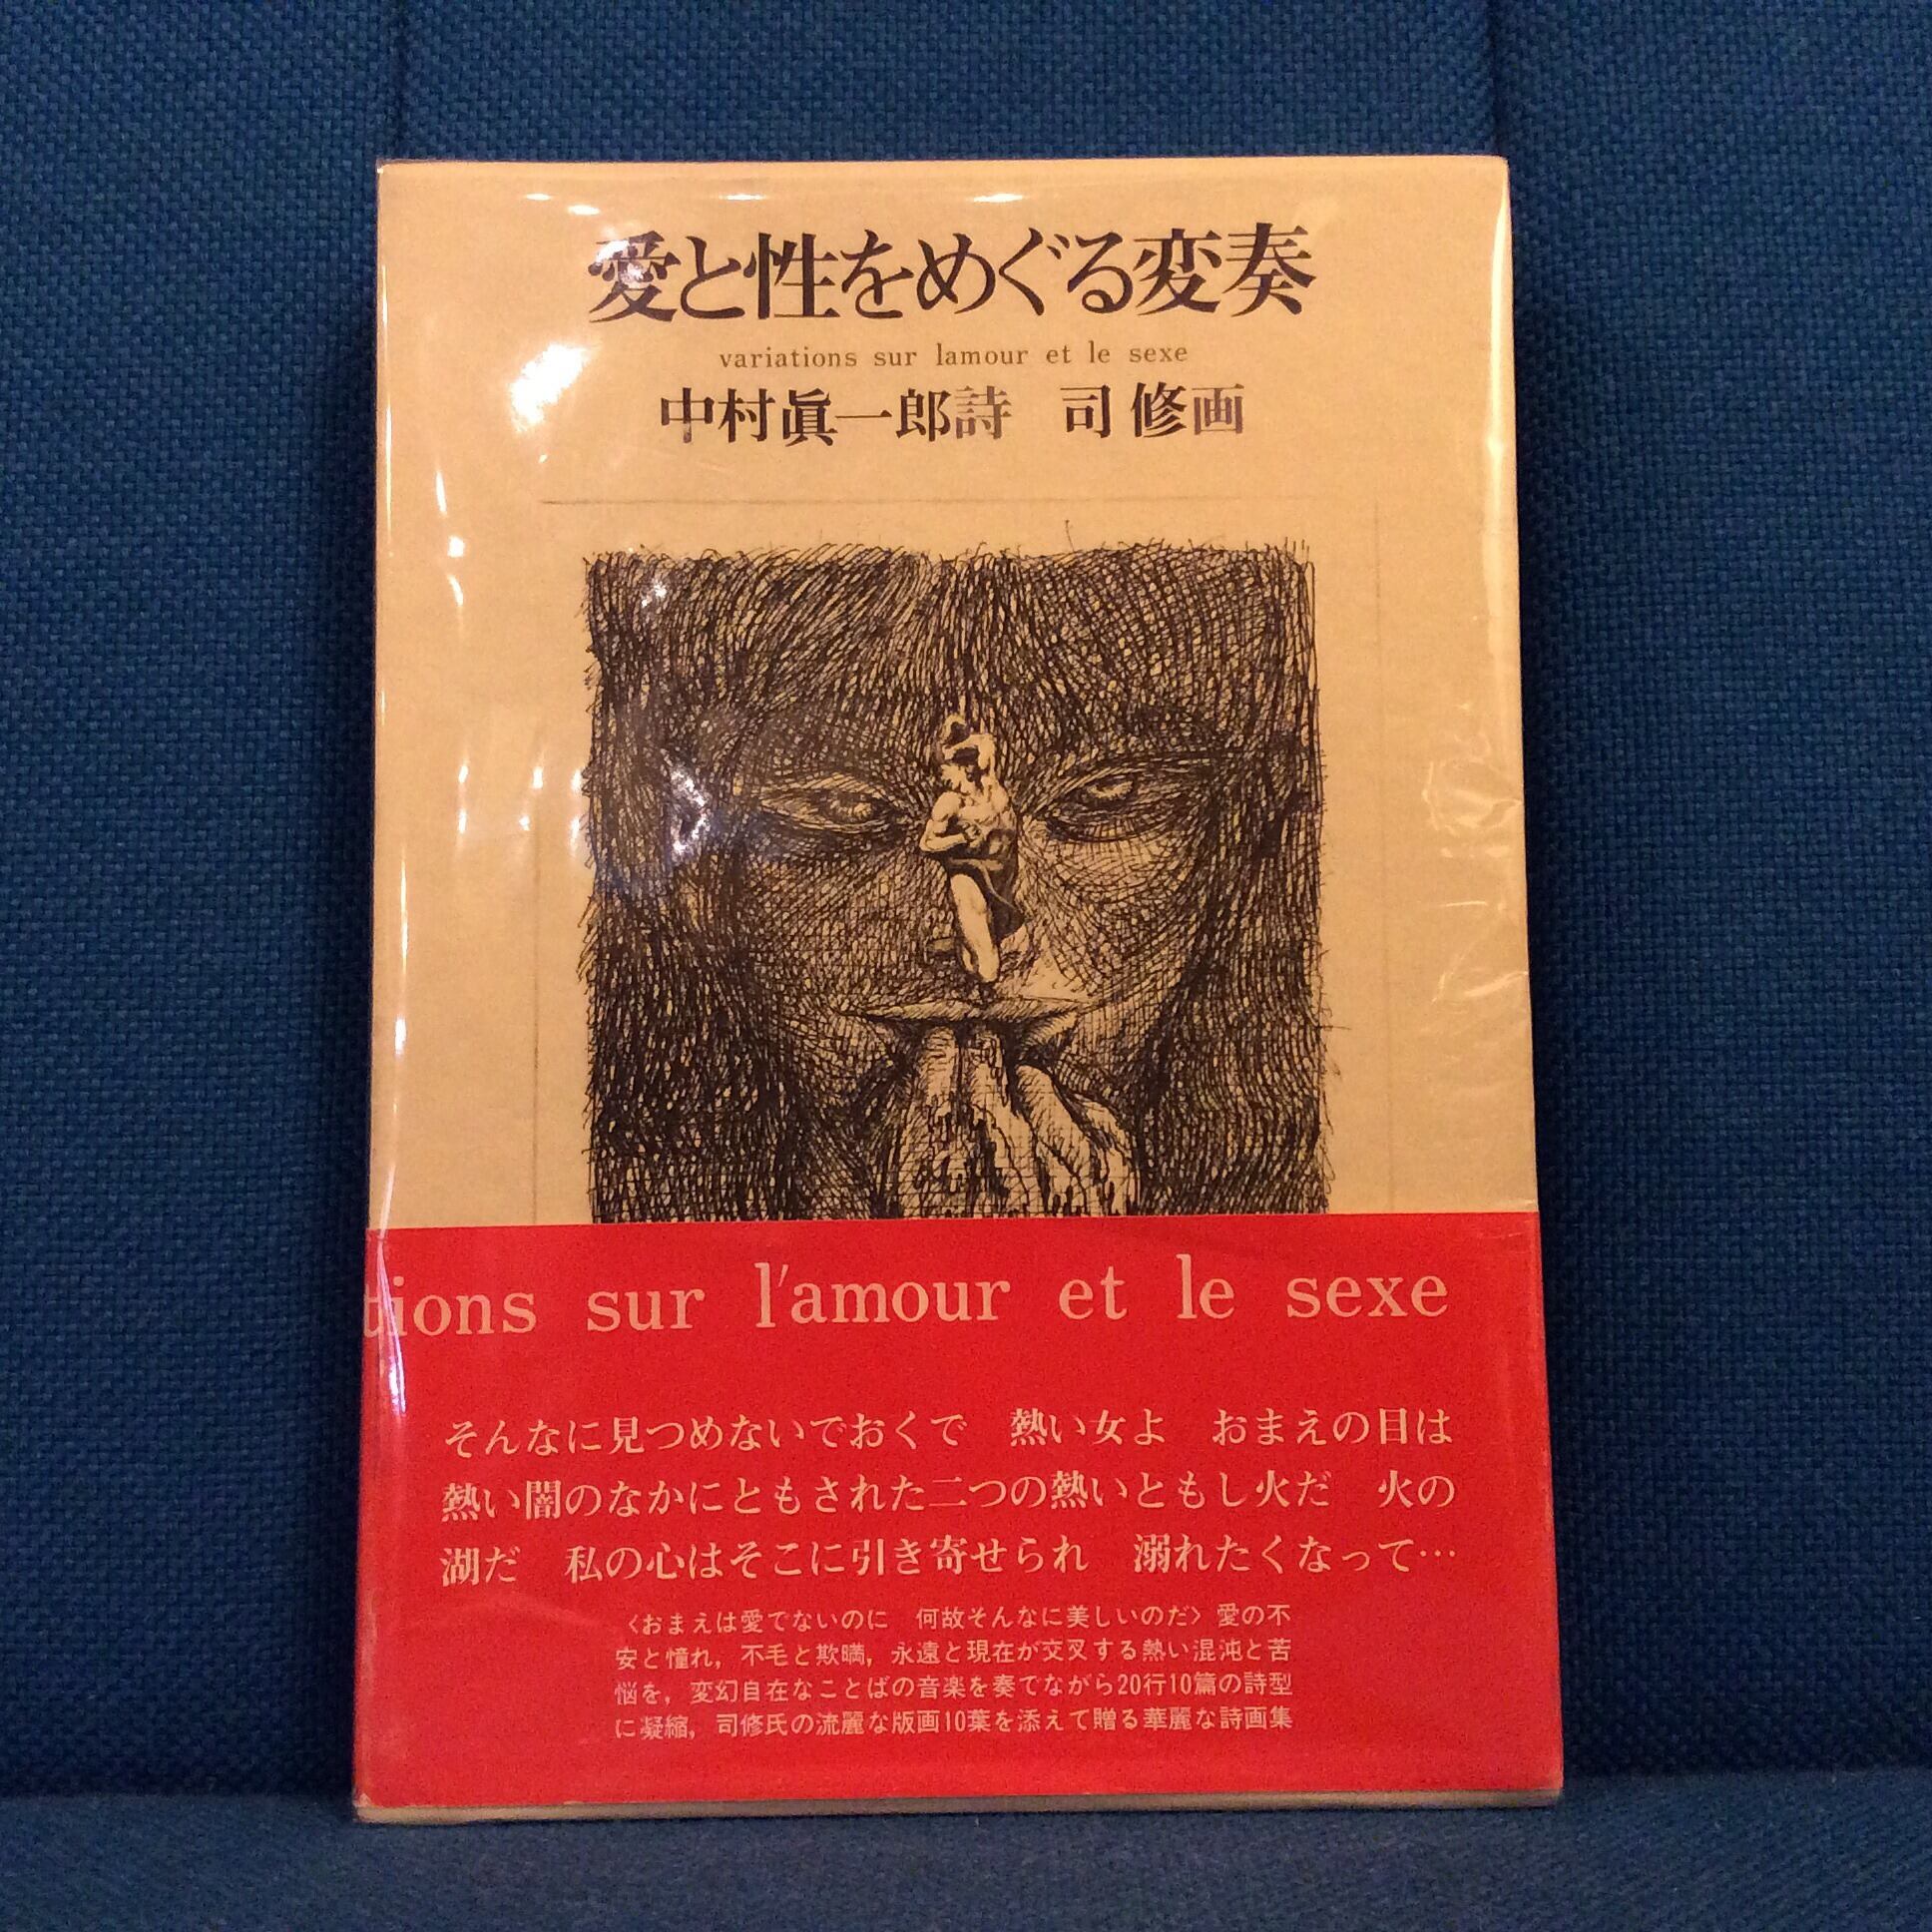 愛と性をめぐる変奏
variations sur lamour et le sexe
中村眞一郎詩　司 修画
tions sur l'amour et le sexe
そんなに見つめないでおくで　熱い女よ　おまえの目は
熱い闇のなかにともされた二つの熱いともし火だ　火の
湖だ　私の心はそこに引き寄せられ　溺れたくなって…
〈おまえは愛でないのに　何故そんなに美しいのだ〉愛の不
安と憧れ，不毛と欺瞞，永遠と現在が交叉する熱い混沌と苦
悩を，変幻自在なことばの音楽を奏でながら20行10篇の詩型
に凝縮，司修氏の流麗な版画10葉を添えて贈る華麗な詩画集